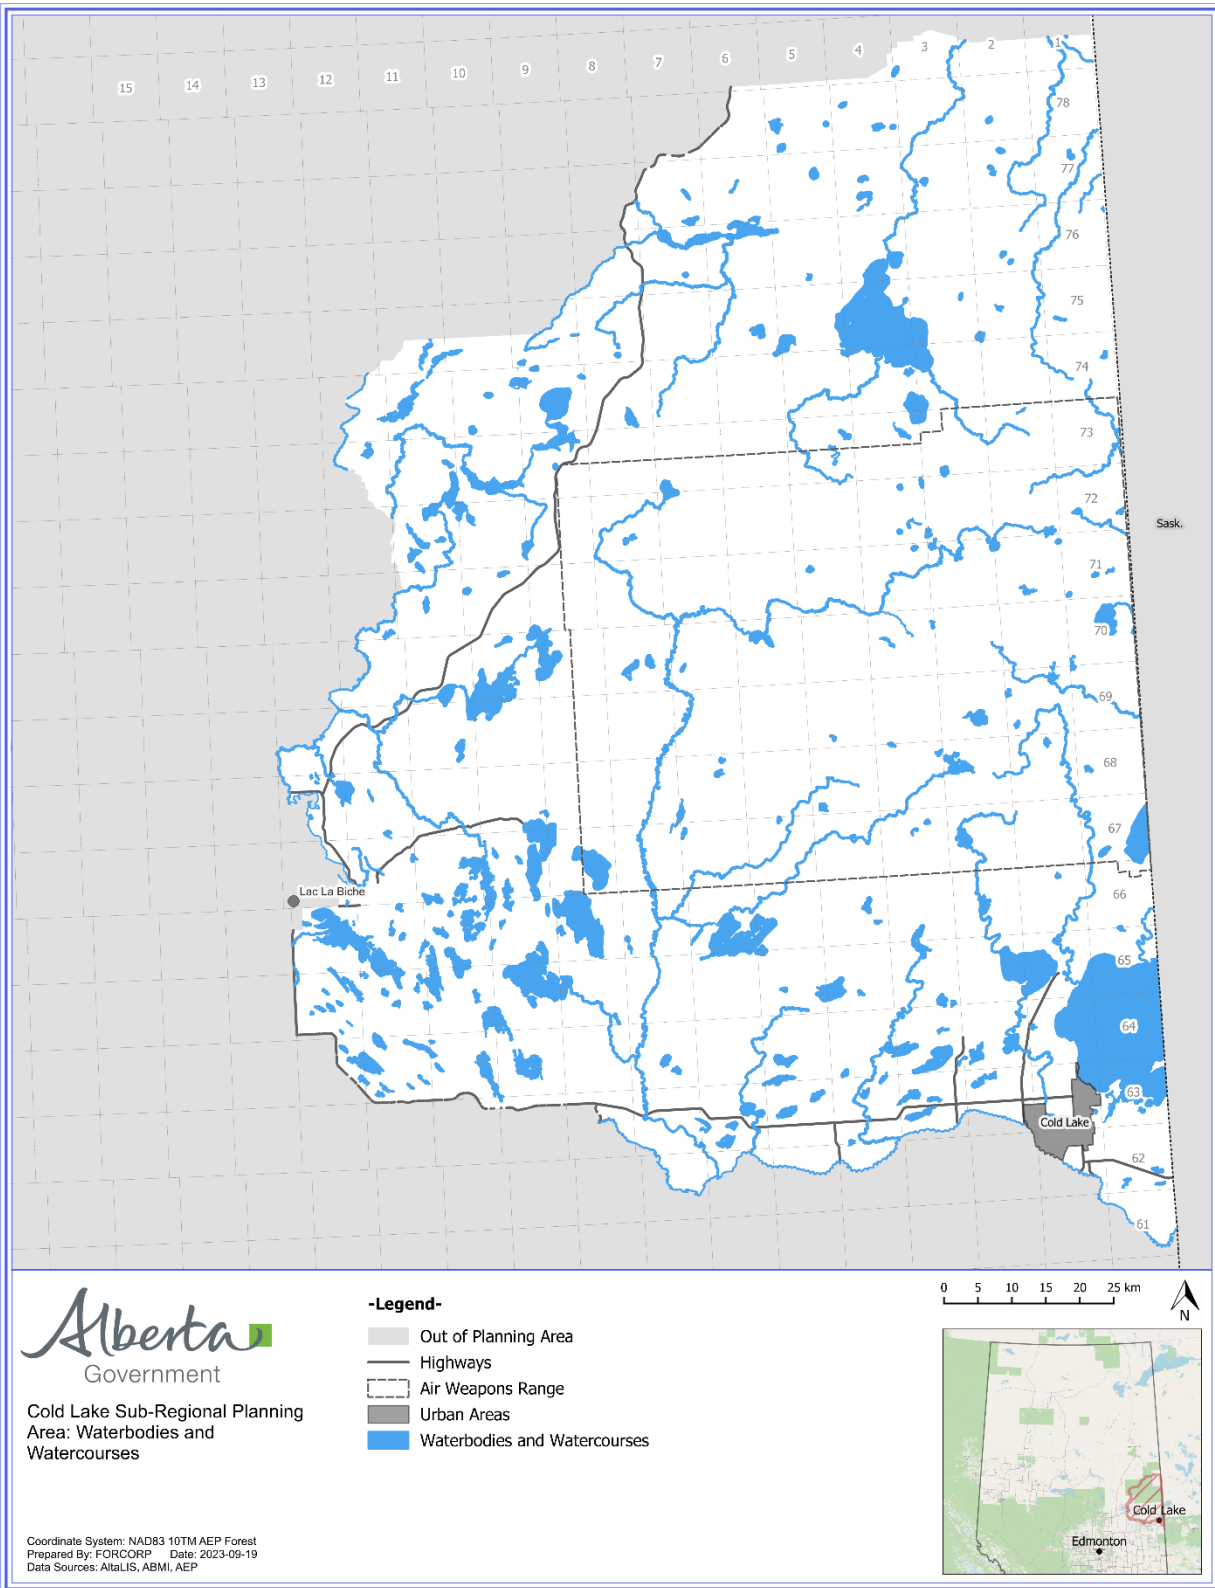 15 14 13 12 11 10 9 8 7 6 5 4 3 2 1
78
77
76
75
74
73
72
Sask.
71
70
69
68
67
Lac La Biche
66
65
64
63
Cold Lake
62
61
Alberta
Government
Cold Lake Sub-Regional Planning
Area: Waterbodies and
Watercourses
Coordinate System: NAD83 10TM AEP Forest
Prepared By: FORCORP Date: 2023-09-19
Data Sources: AltaLIS, ABMI, AEP
-Legend-
Out of Planning Area
Highways
Air Weapons Range
Urban Areas
Waterbodies and Watercourses
0 5 10 15 20 25 km
N
Cold Lake
Edmonton